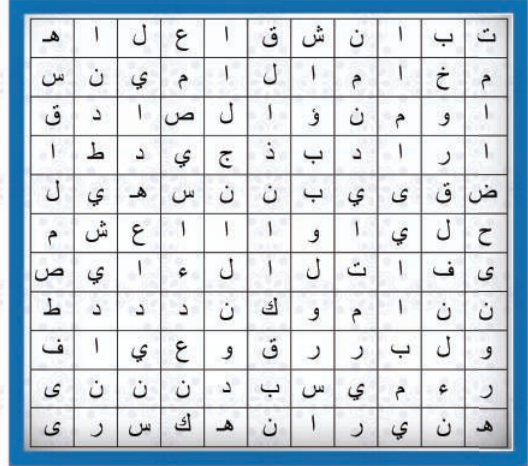 ت ب ا ن ش ق ا ع ل ا هـ
م خ ا م ا ل ا م ي ن س
ا و م ن ؤ ا ل ص ا د ق
ا ر ا د ب ذ ج ي د ط ا
ض ق ى ي ب ن ن س هـ ي ل
ح ل ي ا و ا ا ا ع ش م
ى ف ا ت ل ا ل ء ا ي ص
ن ن ا م و ك ن د د د ط
و ل ب ر ر ق و ع ي ا ف
ر ء م ي س ب د ن ن ن ى
هـ ن ي ر ا ن هـ ك س ر ى